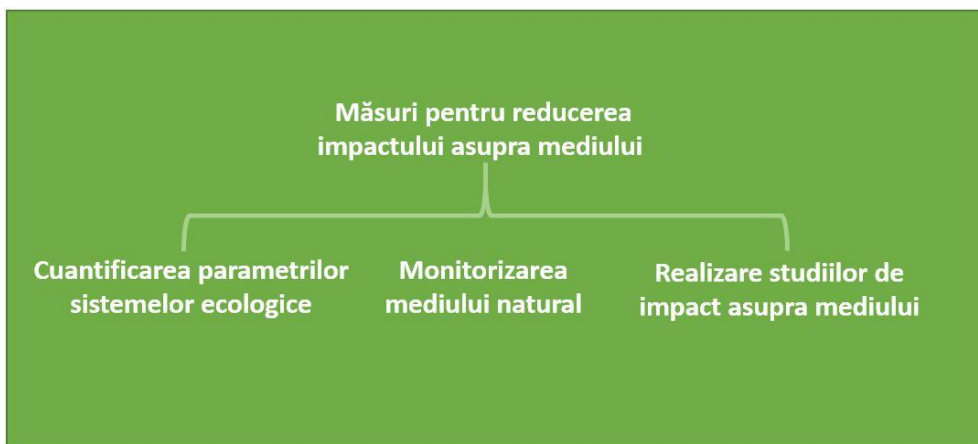 Măsuri pentru reducerea
impactului asupra mediului
Cuantificarea parametrilor
sistemelor ecologice
Monitorizarea
mediului natural
Realizare studiilor de
impact asupra mediului